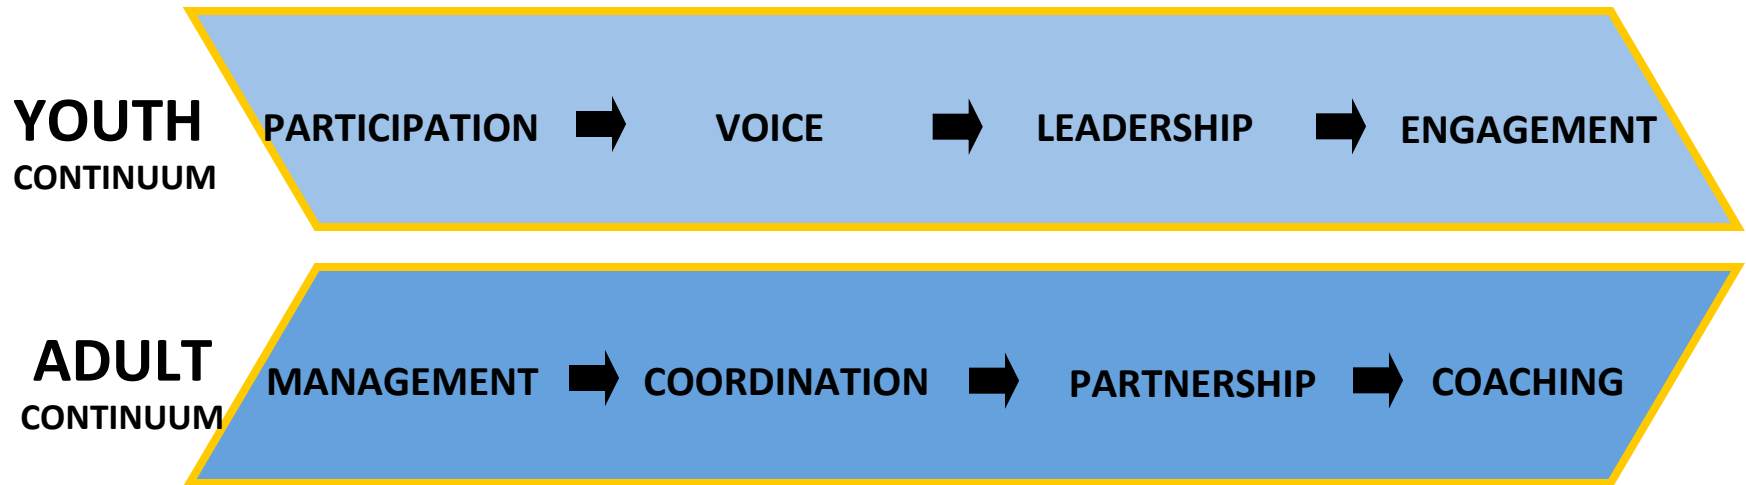 YOUTH
CONTINUUM
PARTICIPATION VOICE LEADERSHIP ENGAGEMENT
ADULT
CONTINUUM
MANAGEMENT COORDINATION PARTNERSHIP COACHING